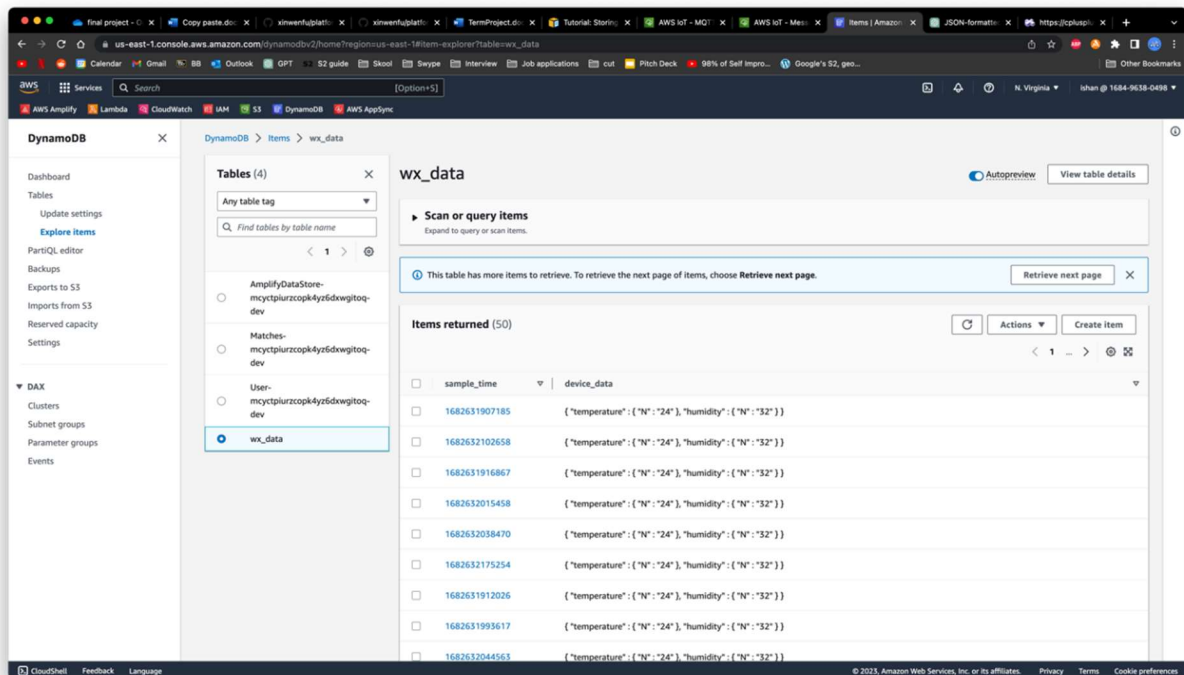 final project - O
Copy paste.doc
xinwenfu/platfo
xinwenfu/platfo
TermProject.do
Tutorial: Storing
AWS IoT - MQT
AWS IoT - Mess
Items | Amazon
JSON-formatte
https://cplusplu
us-east-1.console.aws.amazon.com/dynamodbv2/home?region=us-east-1#item-explorer?table=wx_data
Calendar Gmail BB Outlook GPT S3 S2 guide Skool Swype Interview Job applications cut Pitch Deck 98% of Self Impro... Google's S2, geo... Other Bookmarks
aws Services Search [Option+S] N. Virginia ishan @ 1684-9638-0498
AWS Amplify Lambda CloudWatch IAM S3 DynamoDB AWS AppSync
DynamoDB
Dashboard
Tables
Update settings
Explore items
PartiQL editor
Backups
Exports to S3
Imports from S3
Reserved capacity
Settings
DAX
Clusters
Subnet groups
Parameter groups
Events
DynamoDB > Items > wx_data
Tables (4)
Any table tag
Find tables by table name
1
AmplifyDataStore-
mcyctpiurzcopk4yz6dxwgitoq-
dev
Matches-
mcyctpiurzcopk4yz6dxwgitoq-
dev
User-
mcyctpiurzcopk4yz6dxwgitoq-
dev
wx_data
wx_data
Autopreview View table details
Scan or query items
Expand to query or scan items.
This table has more items to retrieve. To retrieve the next page of items, choose Retrieve next page. Retrieve next page
Items returned (50) Actions Create item
1 ...
sample_time device_data
1682631907185 { "temperature" : { "N" : "24" }, "humidity" : { "N" : "32" } }
1682632102658 { "temperature" : { "N" : "24" }, "humidity" : { "N" : "32" } }
1682631916867 { "temperature" : { "N" : "24" }, "humidity" : { "N" : "32" } }
1682632015458 { "temperature" : { "N" : "24" }, "humidity" : { "N" : "32" } }
1682632038470 { "temperature" : { "N" : "24" }, "humidity" : { "N" : "32" } }
1682632175254 { "temperature" : { "N" : "24" }, "humidity" : { "N" : "32" } }
1682631912026 { "temperature" : { "N" : "24" }, "humidity" : { "N" : "32" } }
1682631993617 { "temperature" : { "N" : "24" }, "humidity" : { "N" : "32" } }
1682632044563 { "temperature" : { "N" : "24" }, "humidity" : { "N" : "32" } }
CloudShell Feedback Language © 2023, Amazon Web Services, Inc. or its affiliates. Privacy Terms Cookie preferences